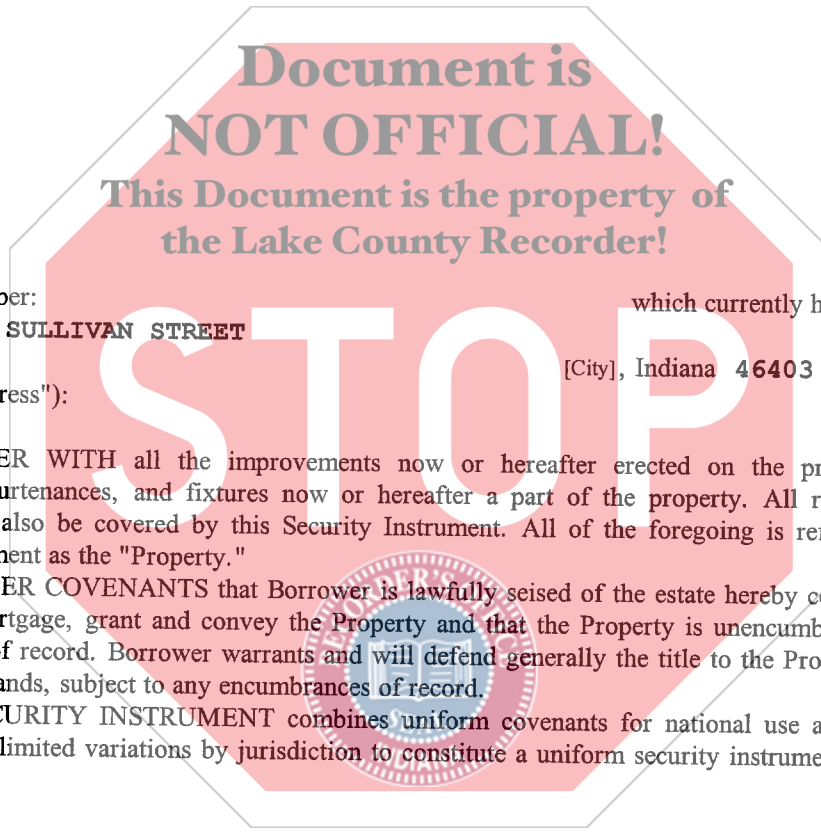 Document is
NOT OFFICIAL!
This Document is the property of
the Lake County Recorder!
ber:
which currently h
SULLIVAN STREET
[City], Indiana 46403
ress"):
STOP
ER WITH all the improvements now or hereafter erected on the pr
urtenances, and fixtures now or hereafter a part of the property. All r
also be covered by this Security Instrument. All of the foregoing is re
ent as the "Property."
ER COVENANTS that Borrower is lawfully seised of the estate hereby c
rtgage, grant and convey the Property and that the Property is unencumb
f record. Borrower warrants and will defend generally the title to the Pro
ands, subject to any encumbrances of record.
CURITY INSTRUMENT combines uniform covenants for national use a
limited variations by jurisdiction to constitute a uniform security instrume